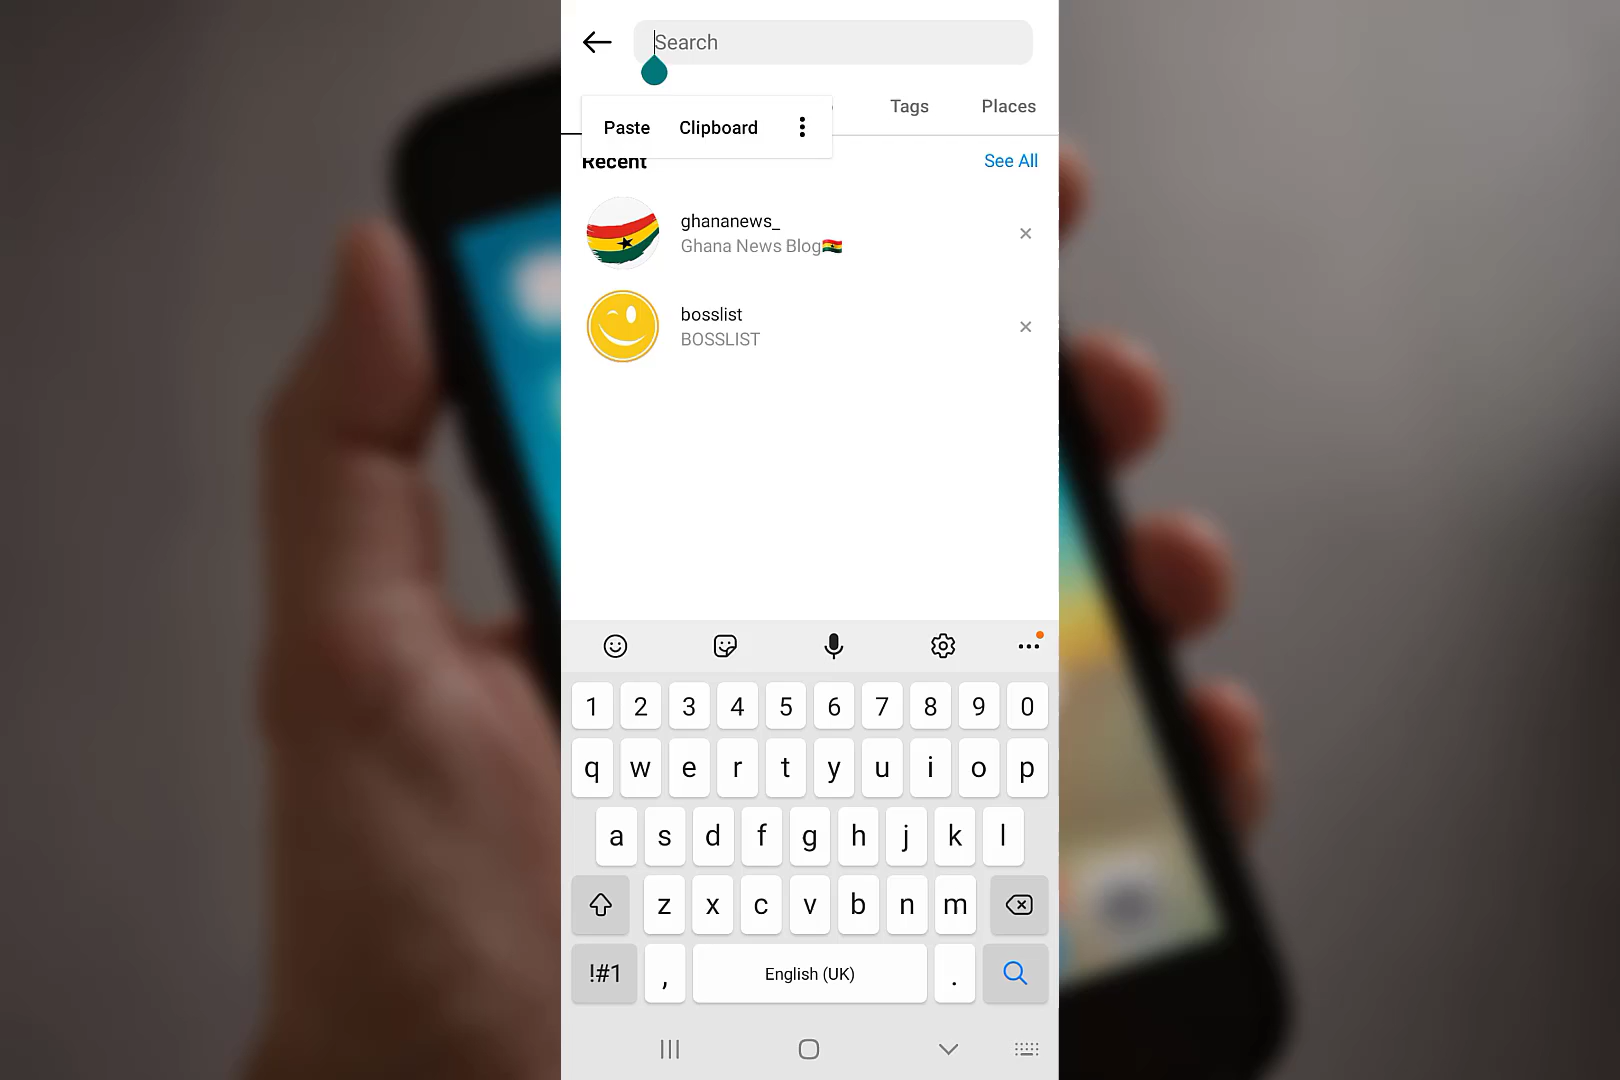 Search
Tags Places
Paste Clipboard
Recent See All
ghananews_
Ghana News Blog🇬🇭
bosslist
BOSSLIST
1 2 3 4 5 6 7 8 9 0
q w e r t y u i o p
a s d f g h j k l
z x c v b n m
!#1 , English (UK) .